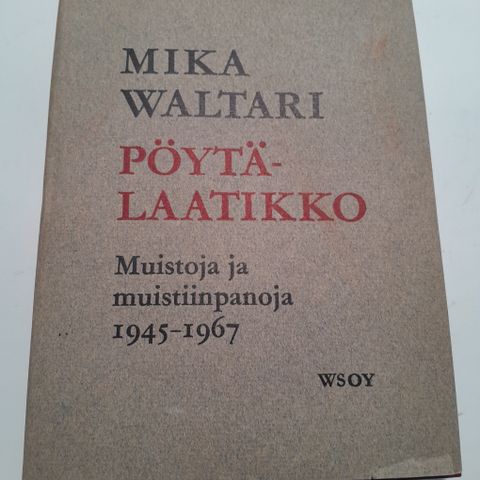 MIKA
WALTARI
PÖYTÄ-
LAATIKKO
Muistoja ja
muistiinpanoja
1945–1967
WSOY